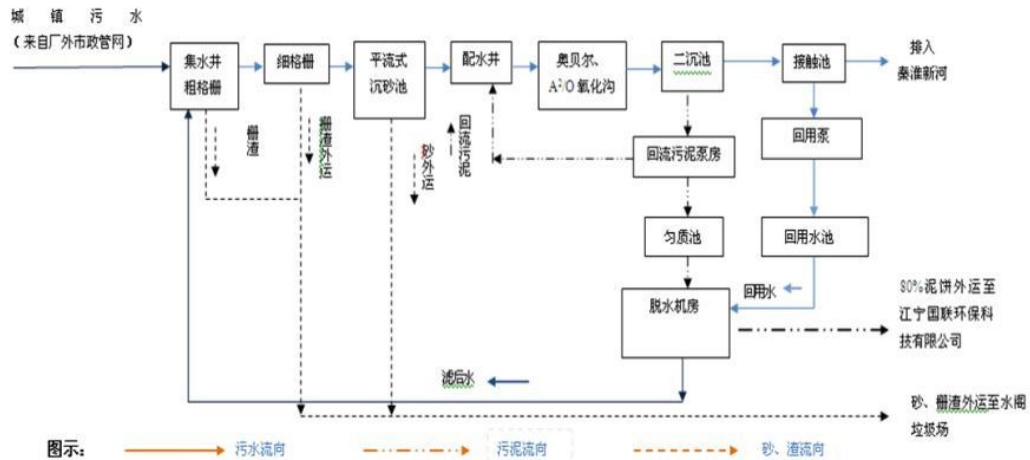 城 镇 污 水
（来自厂外市政管网）
集水井
粗格栅
细格栅
平流式
沉砂池
配水井
奥贝尔、
A²/O氧化沟
二沉池
接触池
排入
秦淮新河
栅渣
栅渣外运
砂外运
回流污泥
回流污泥泵房
回用泵
匀质池
回用水池
脱水机房
回用水
80%泥饼外运至
江宁国联环保科
技有限公司
滤后水
砂、栅渣外运至水阁
垃圾场
图示：
污水流向
污泥流向
砂、渣流向